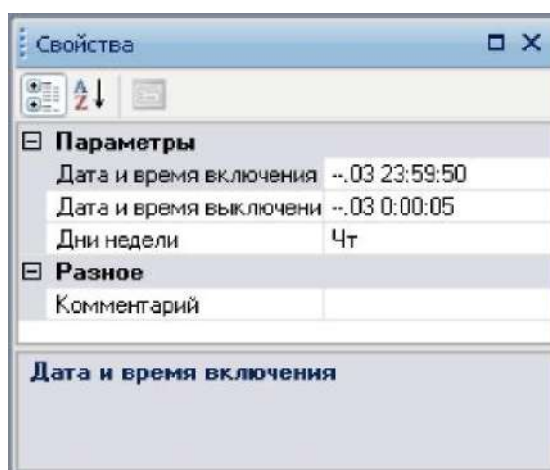 Свойства
Параметры
Дата и время включения --.03 23:59:50
Дата и время выключени --.03 0:00:05
Дни недели Чт
Разное
Комментарий
Дата и время включения